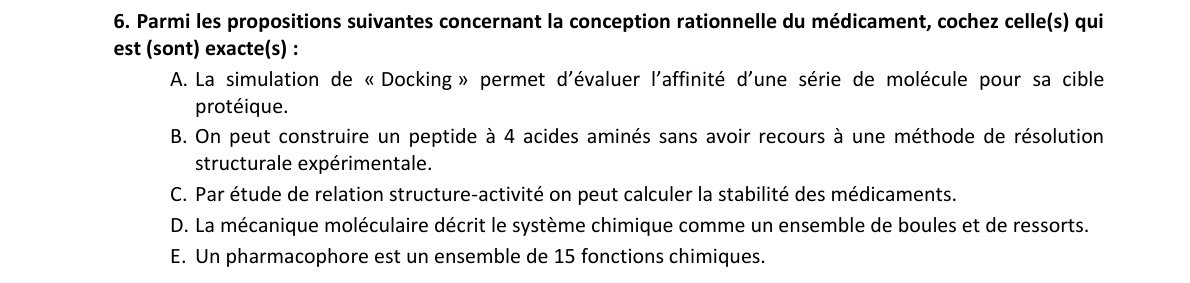 6. Parmi les propositions suivantes concernant la conception rationnelle du médicament, cochez celle(s) qui
est (sont) exacte(s) :
A. La simulation de « Docking » permet d’évaluer l’affinité d’une série de molécule pour sa cible
protéique.
B. On peut construire un peptide à 4 acides aminés sans avoir recours à une méthode de résolution
structurale expérimentale.
C. Par étude de relation structure-activité on peut calculer la stabilité des médicaments.
D. La mécanique moléculaire décrit le système chimique comme un ensemble de boules et de ressorts.
E. Un pharmacophore est un ensemble de 15 fonctions chimiques.